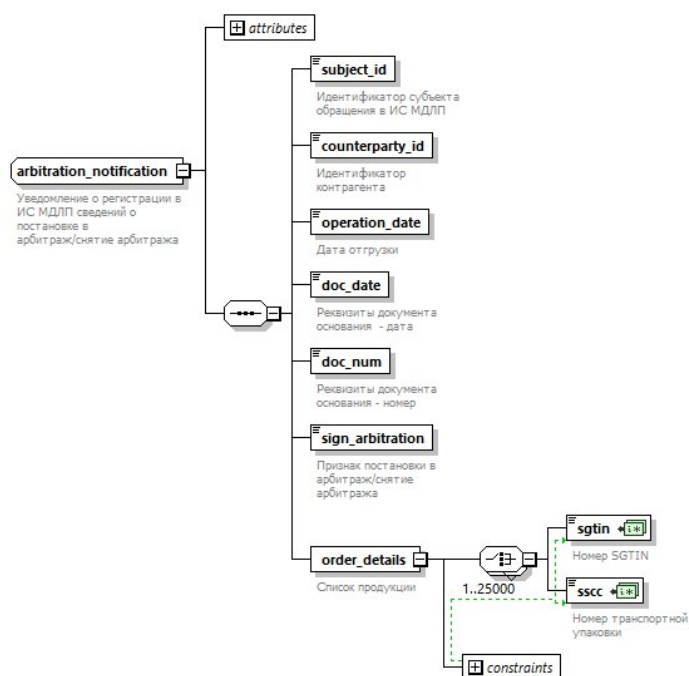 attributes
subject_id
Идентификатор субъекта
обращения в ИС МДЛП
counterparty_id
Идентификатор
контрагента
arbitration_notification
Уведомление о регистрации в
ИС МДЛП сведений о
постановке в
арбитраж/снятие арбитража
operation_date
Дата отгрузки
doc_date
Реквизиты документа
основания - дата
doc_num
Реквизиты документа
основания - номер
sign_arbitration
Признак постановки в
арбитраж/снятие
арбитража
order_details
Список продукции
1..25000
sgtin
Номер SGTIN
sscc
Номер транспортной
упаковки
constraints